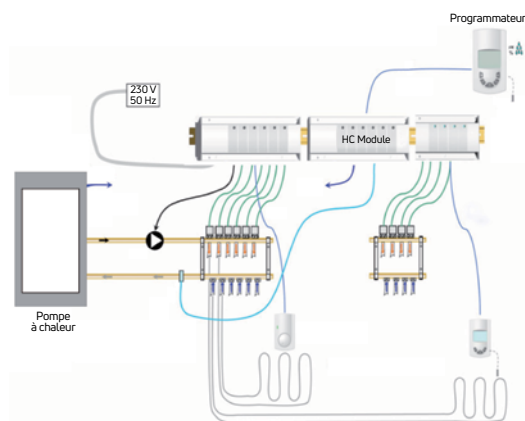 Programmateur
230 V
50 Hz
HC Module
Pompe
à chaleur